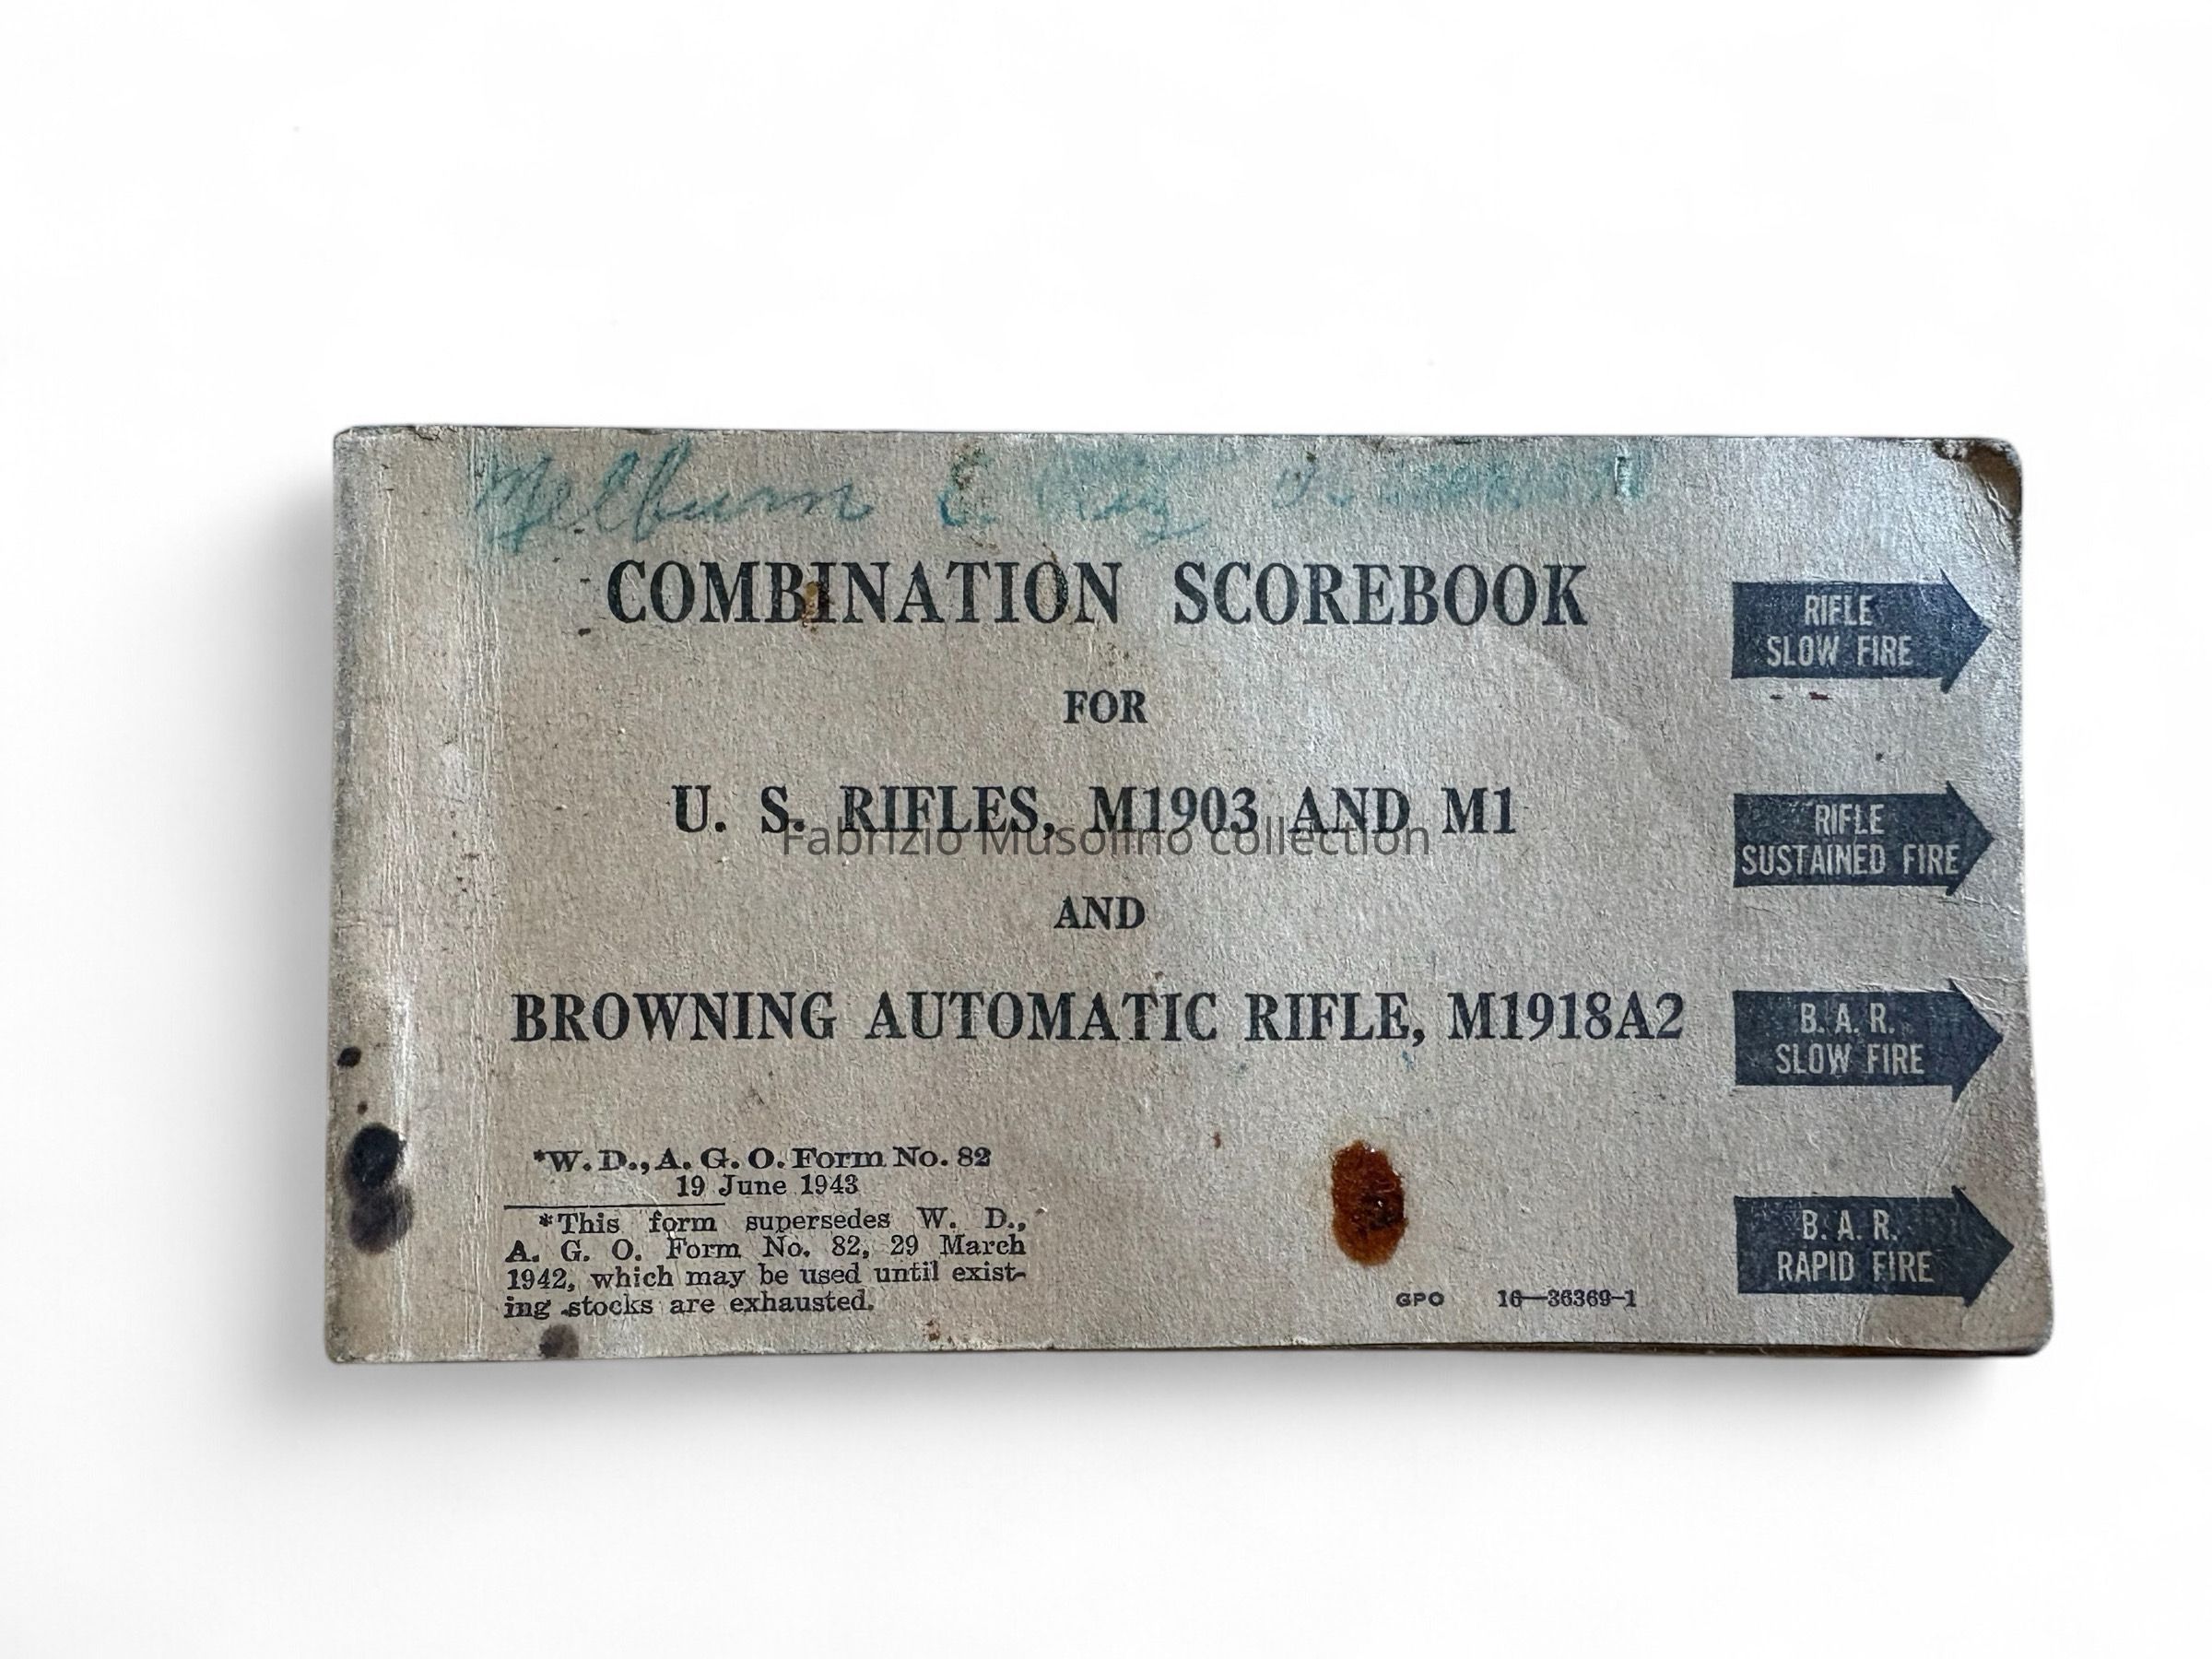 Melburn E.
COMBINATION SCOREBOOK
FOR
U. S. RIFLES, M1903 AND M1
Fabrizio Musolino collection
AND
BROWNING AUTOMATIC RIFLE, M1918A2
*W. D., A. G. O. Form No. 82
19 June 1943
*This form supersedes W. D.,
A. G. O. Form No. 82, 29 March
1942, which may be used until exist-
ing stocks are exhausted.
GPO 16—36369-1
RIFLE
SLOW FIRE
RIFLE
SUSTAINED FIRE
B. A. R.
SLOW FIRE
B. A. R.
RAPID FIRE